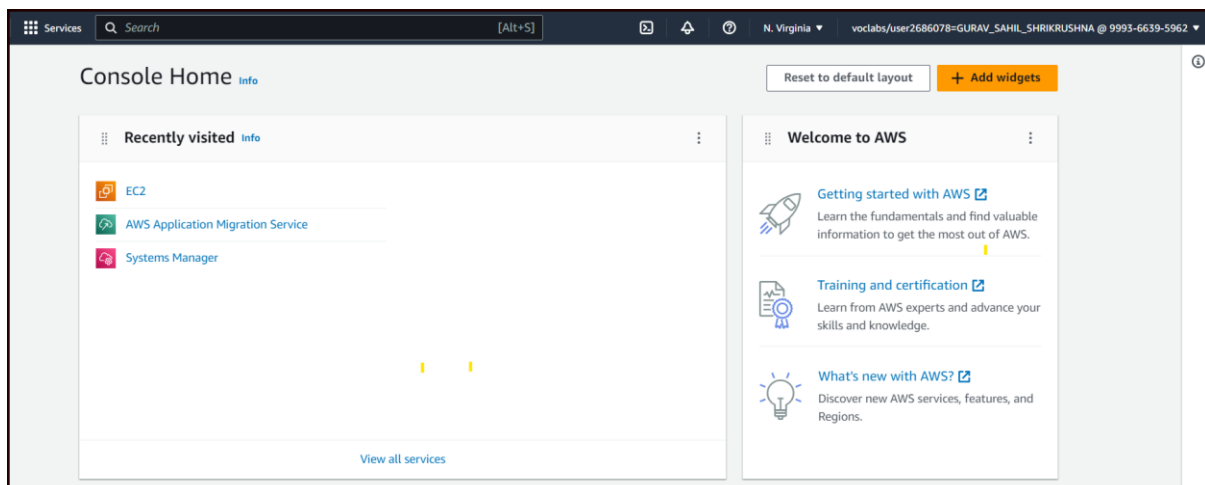 Services Search [Alt+S] N. Virginia ▼ voclabs/user2686078=GURAV_SAHIL_SHRIKRUSHNA @ 9993-6639-5962 ▼
Console Home Info
Reset to default layout
+ Add widgets
Recently visited Info
EC2
AWS Application Migration Service
Systems Manager
View all services
Welcome to AWS
Getting started with AWS
Learn the fundamentals and find valuable
information to get the most out of AWS.
Training and certification
Learn from AWS experts and advance your
skills and knowledge.
What's new with AWS?
Discover new AWS services, features, and
Regions.